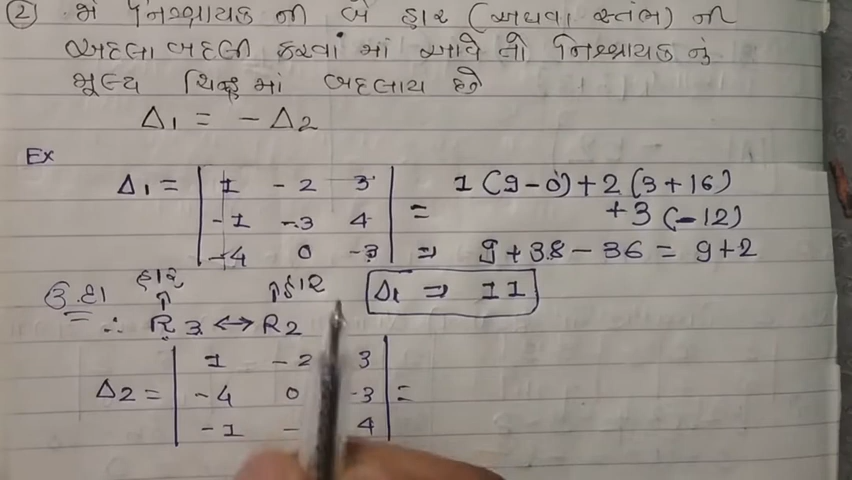 ② જો નિશ્ચાયક ની બે હાર (અથવા સ્તંભ) ની
અદલા બદલી કરવાં માં આવે તો નિશ્ચાયક નું
મૂલ્ય ચિહ્ન માં બદલાય છે
Δ1 = - Δ2
Ex
Δ1 = | 1 -2 3 | = 1 (9-0) + 2 (3+16)
| -1 -3 4 | = +3 (-12)
| -4 0 -3 | ⇒ 9+38-36 = 9+2
ઉ.દા હાર ↑ ↑ હાર Δ1 ⇒ 11
∴ R3 ↔ R2
| 1 -2 3 |
Δ2 = | -4 0 -3 | =
| -1 - 4 |